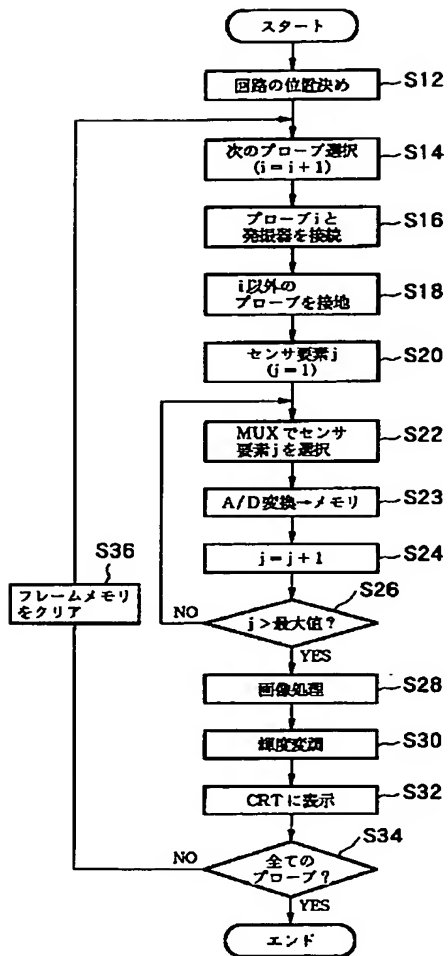 スタート
回路の位置決め
S12
次のプローブ選択
(i=i+1)
S14
プローブiと
発振器を接続
S16
i以外の
プローブを接地
S18
センサ要素j
(j=1)
S20
MUXでセンサ
要素jを選択
S22
A/D変換→メモリ
S23
j=j+1
S24
S36
フレームメモリ
をクリア
S26
NO
j>最大値?
YES
画像処理
S28
輝度変調
S30
CRTに表示
S32
S34
NO
全ての
プローブ?
YES
エンド